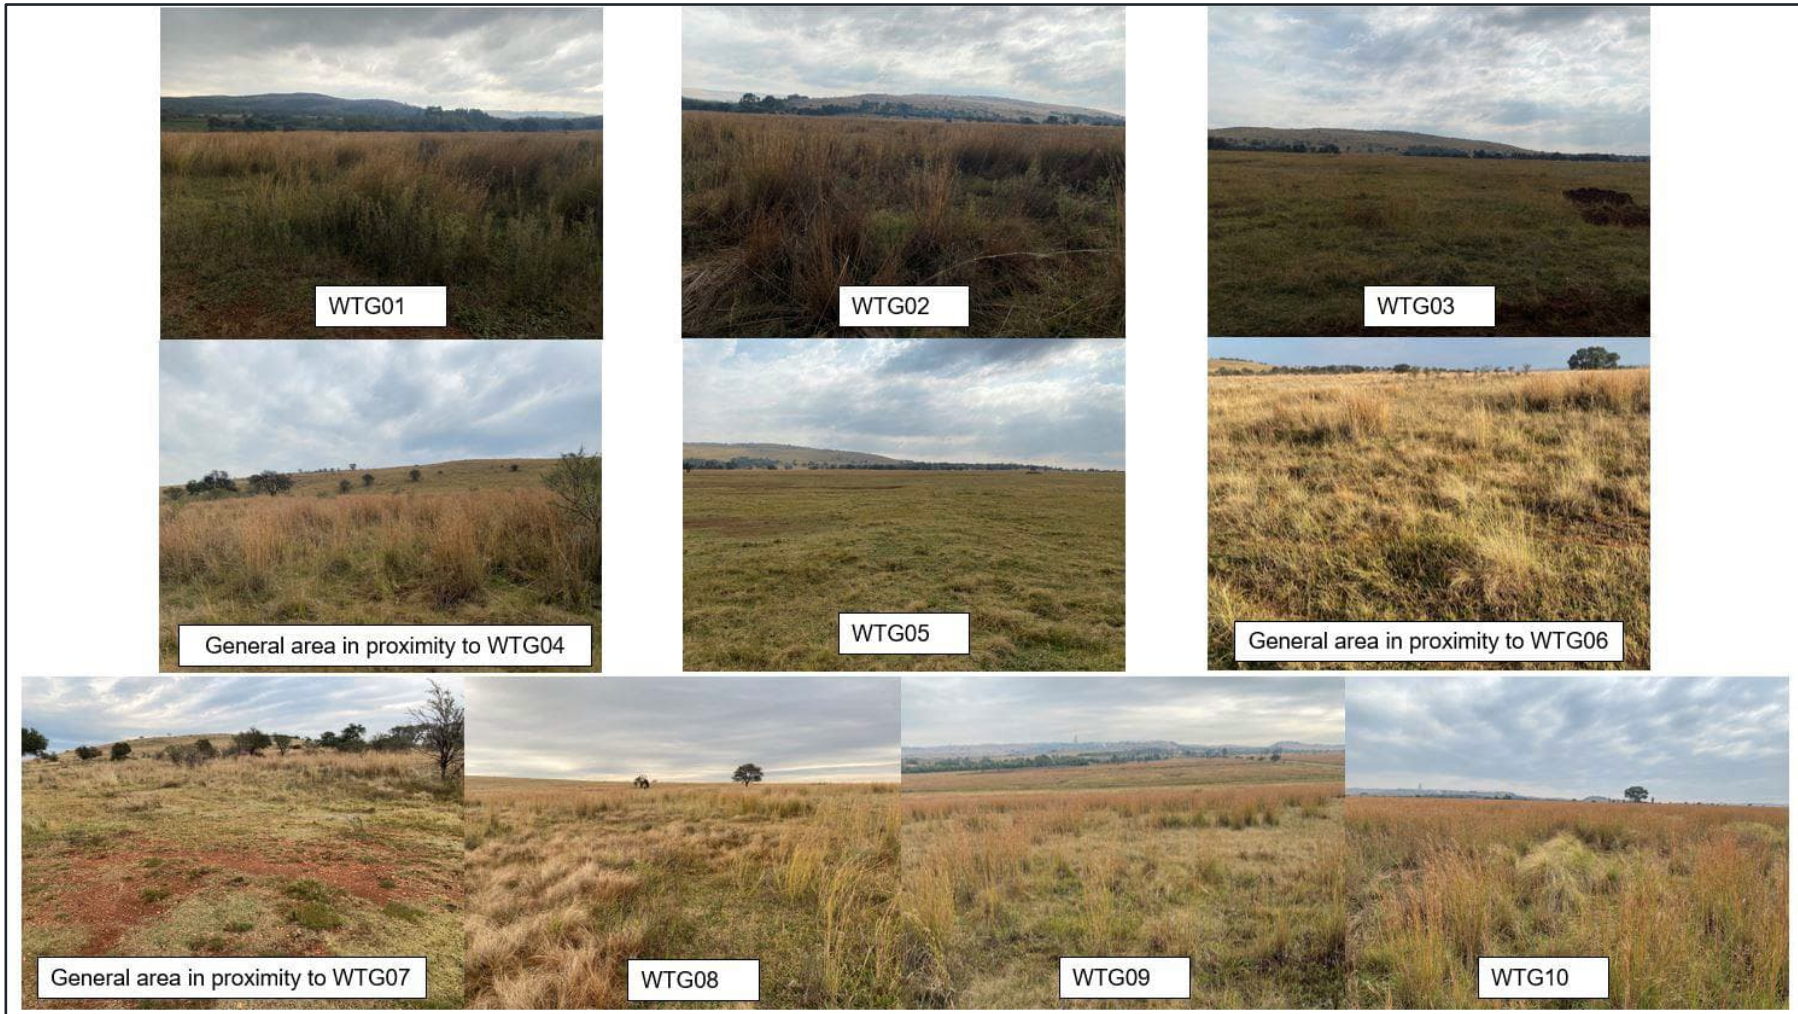 WTG01
WTG02
WTG03
General area in proximity to WTG04
WTG05
General area in proximity to WTG06
General area in proximity to WTG07
WTG08
WTG09
WTG10